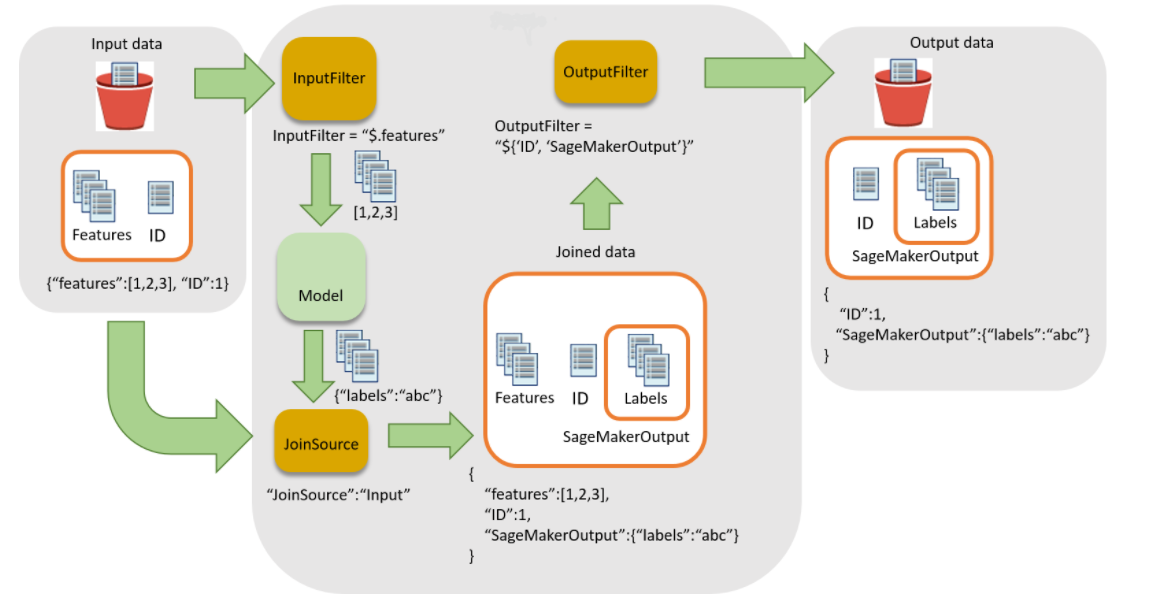 Input data
Features
ID
{“features”:[1,2,3], “ID”:1}
InputFilter
InputFilter = “$.features”
[1,2,3]
Model
{“labels”:“abc”}
JoinSource
“JoinSource”:“Input”
OutputFilter
OutputFilter =
“${‘ID’, ‘SageMakerOutput’}”
Joined data
Features
ID
Labels
SageMakerOutput
{
“features”:[1,2,3],
“ID”:1,
“SageMakerOutput”:{“labels”:“abc”}
}
Output data
ID
Labels
SageMakerOutput
{
“ID”:1,
“SageMakerOutput”:{“labels”:“abc”}
}